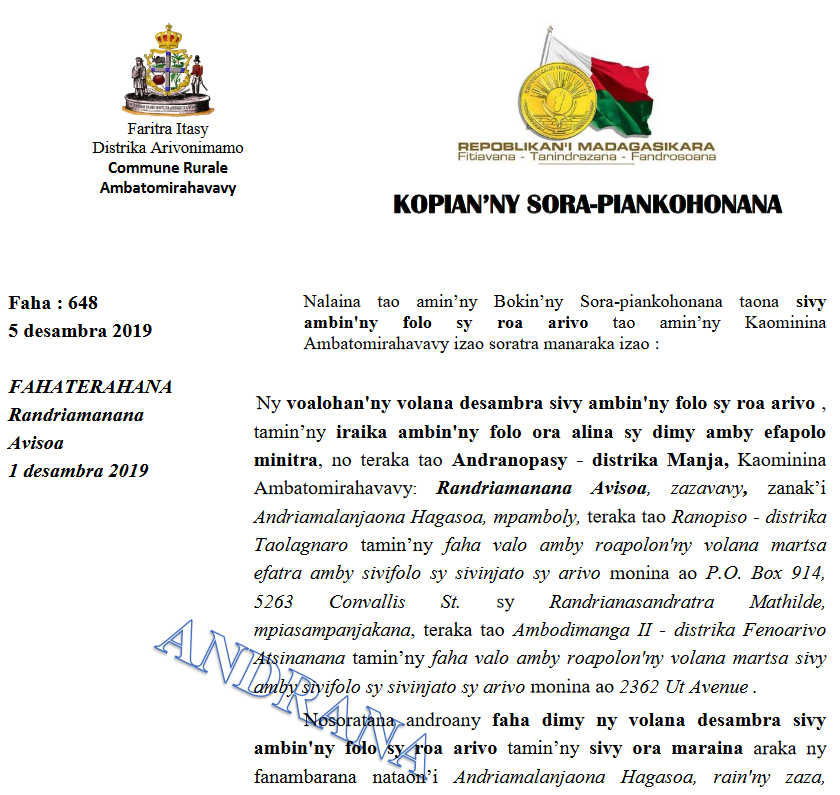 Faritra Itasy
Distrika Arivonimamo
Commune Rurale
Ambatomirahavavy
REPOBLIKAN'I MADAGASIKARA
Fitiavana - Tanindrazana - Fandrosoana
KOPIAN’NY SORA-PIANKOHONANA
Faha : 648
5 desambra 2019
FAHATERAHANA
Randriamanana
Avisoa
1 desambra 2019
Nalaina tao amin’ny Bokin’ny Sora-piankohonana taona sivy
ambin'ny folo sy roa arivo tao amin’ny Kaominina
Ambatomirahavavy izao soratra manaraka izao :
Ny voalohan'ny volana desambra sivy ambin'ny folo sy roa arivo ,
tamin’ny iraika ambin'ny folo ora alina sy dimy amby efapolo
minitra, no teraka tao Andranopasy - distrika Manja, Kaominina
Ambatomirahavavy: Randriamanana Avisoa, zazavavy, zanak’i
Andriamalanjaona Hagasoa, mpamboly, teraka tao Ranopiso - distrika
Taolagnaro tamin’ny faha valo amby roapolon'ny volana martsa
efatra amby sivifolo sy sivinjato sy arivo monina ao P.O. Box 914,
5263 Convallis St. sy Randrianasandratra Mathilde,
mpiasampanjakana, teraka tao Ambodimanga II - distrika Fenoarivo
Atsinanana tamin’ny faha valo amby roapolon'ny volana martsa sivy
amby sivifolo sy sivinjato sy arivo monina ao 2362 Ut Avenue .
Nosoratana androany faha dimy ny volana desambra sivy
ambin'ny folo sy roa arivo tamin’ny sivy ora maraina araka ny
fanambarana nataon’i Andriamalanjaona Hagasoa, rain'ny zaza,
ANDRANA